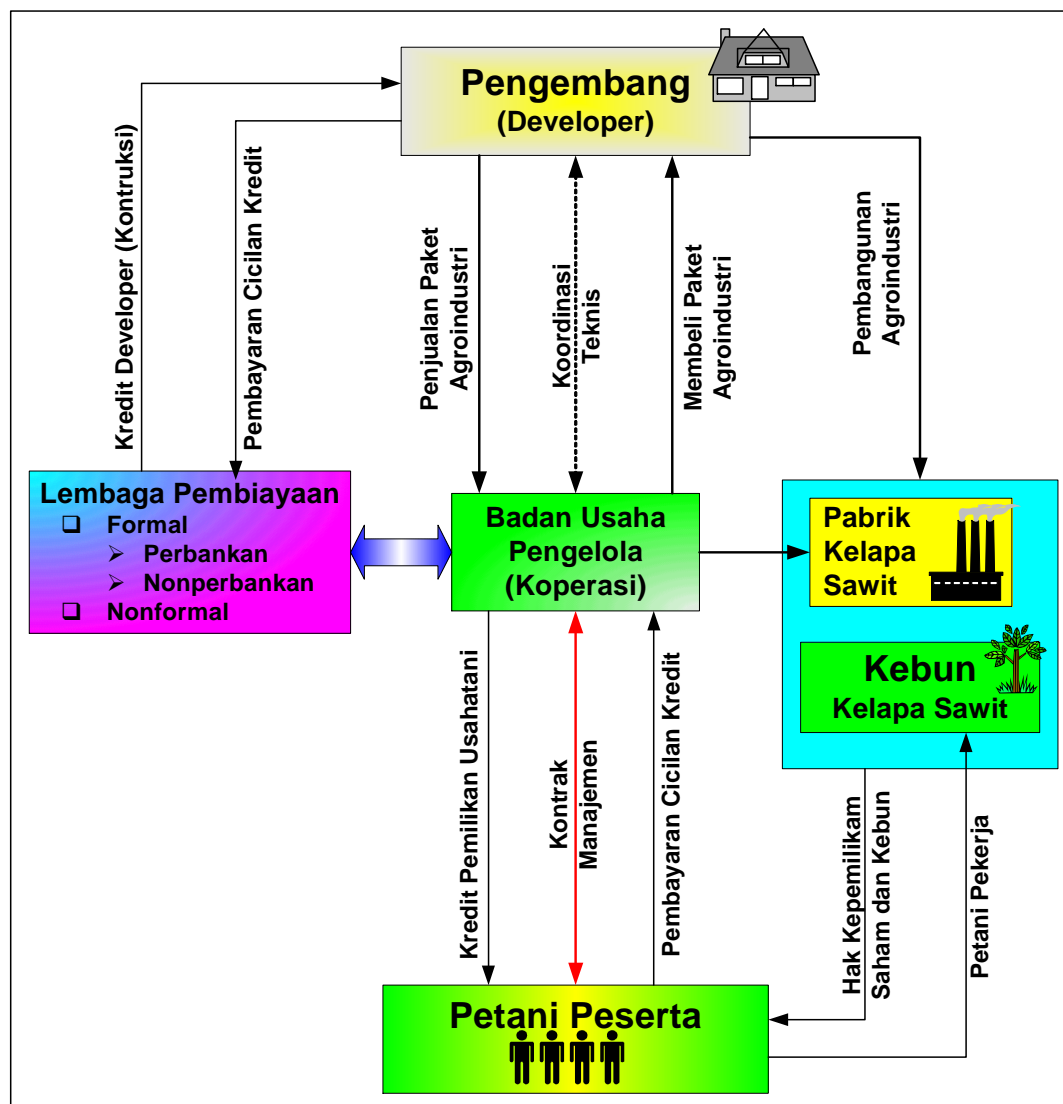 Pengembang
(Developer)
Kredit Developer (Kontruksi)
Pembayaran Cicilan Kredit
Penjualan Paket
Agroindustri
Koordinasi
Teknis
Membeli Paket
Agroindustri
Pembangunan
Agroindustri
Lembaga Pembiayaan
❑ Formal
➢ Perbankan
➢ Nonperbankan
❑ Nonformal
Badan Usaha
Pengelola
(Koperasi)
Pabrik
Kelapa
Sawit
Kebun
Kelapa Sawit
Kredit Pemilikan Usahatani
Kontrak
Manajemen
Pembayaran Cicilan Kredit
Hak Kepemilikam
Saham dan Kebun
Petani Pekerja
Petani Peserta